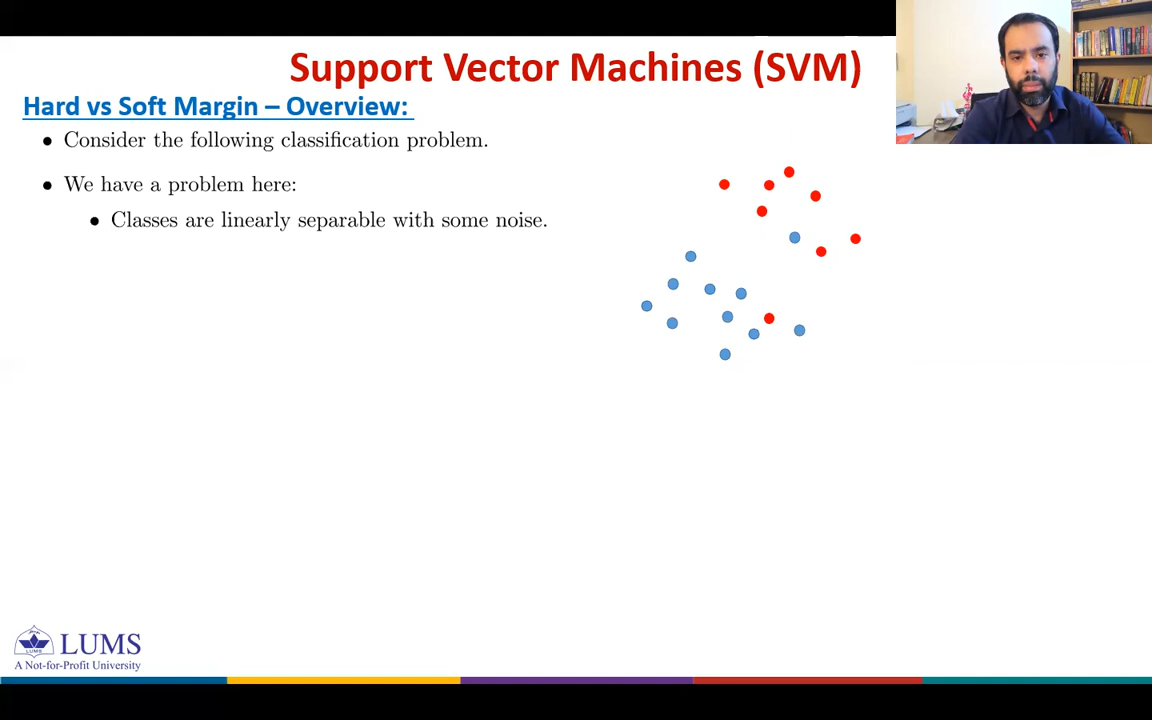 Support Vector Machines (SVM)
Hard vs Soft Margin – Overview:
• Consider the following classification problem.
• We have a problem here:
• Classes are linearly separable with some noise.
LUMS
A Not-for-Profit University